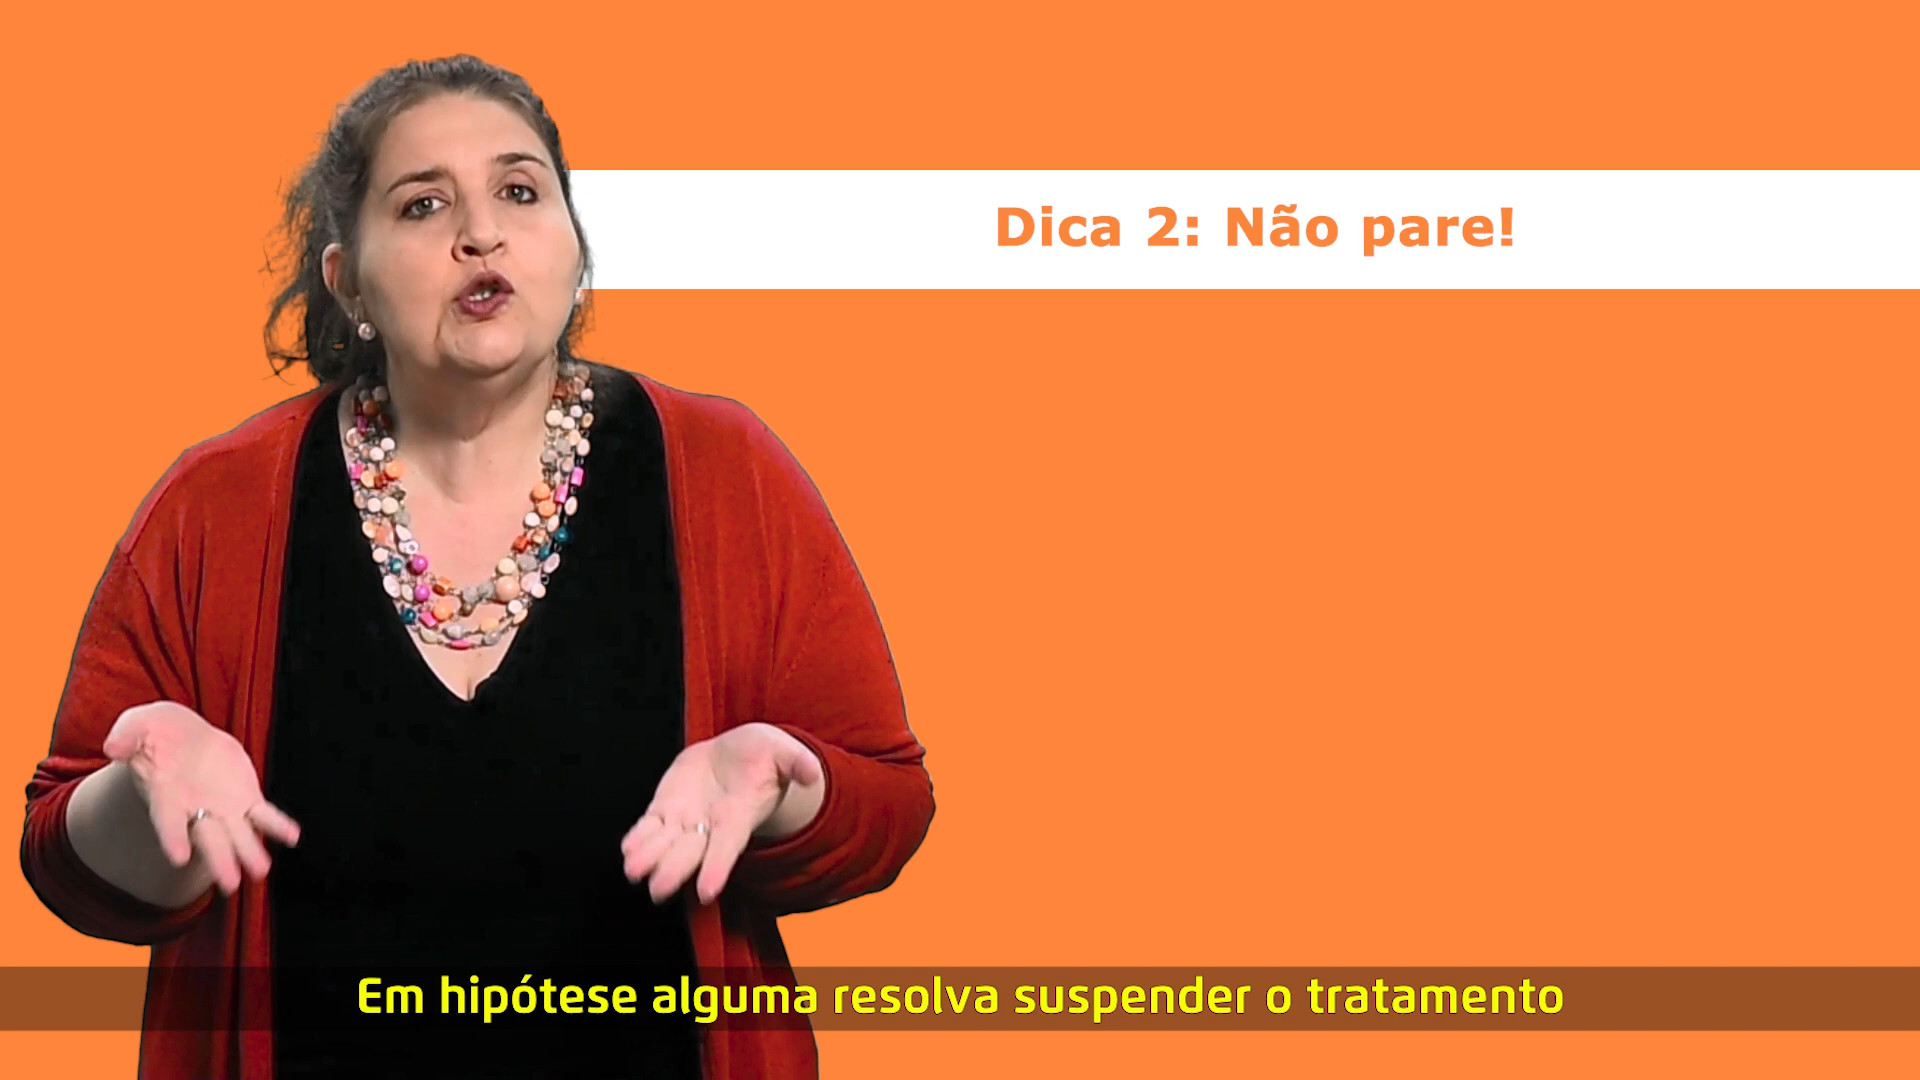 Dica 2: Não pare!
Em hipótese alguma resolva suspender o tratamento